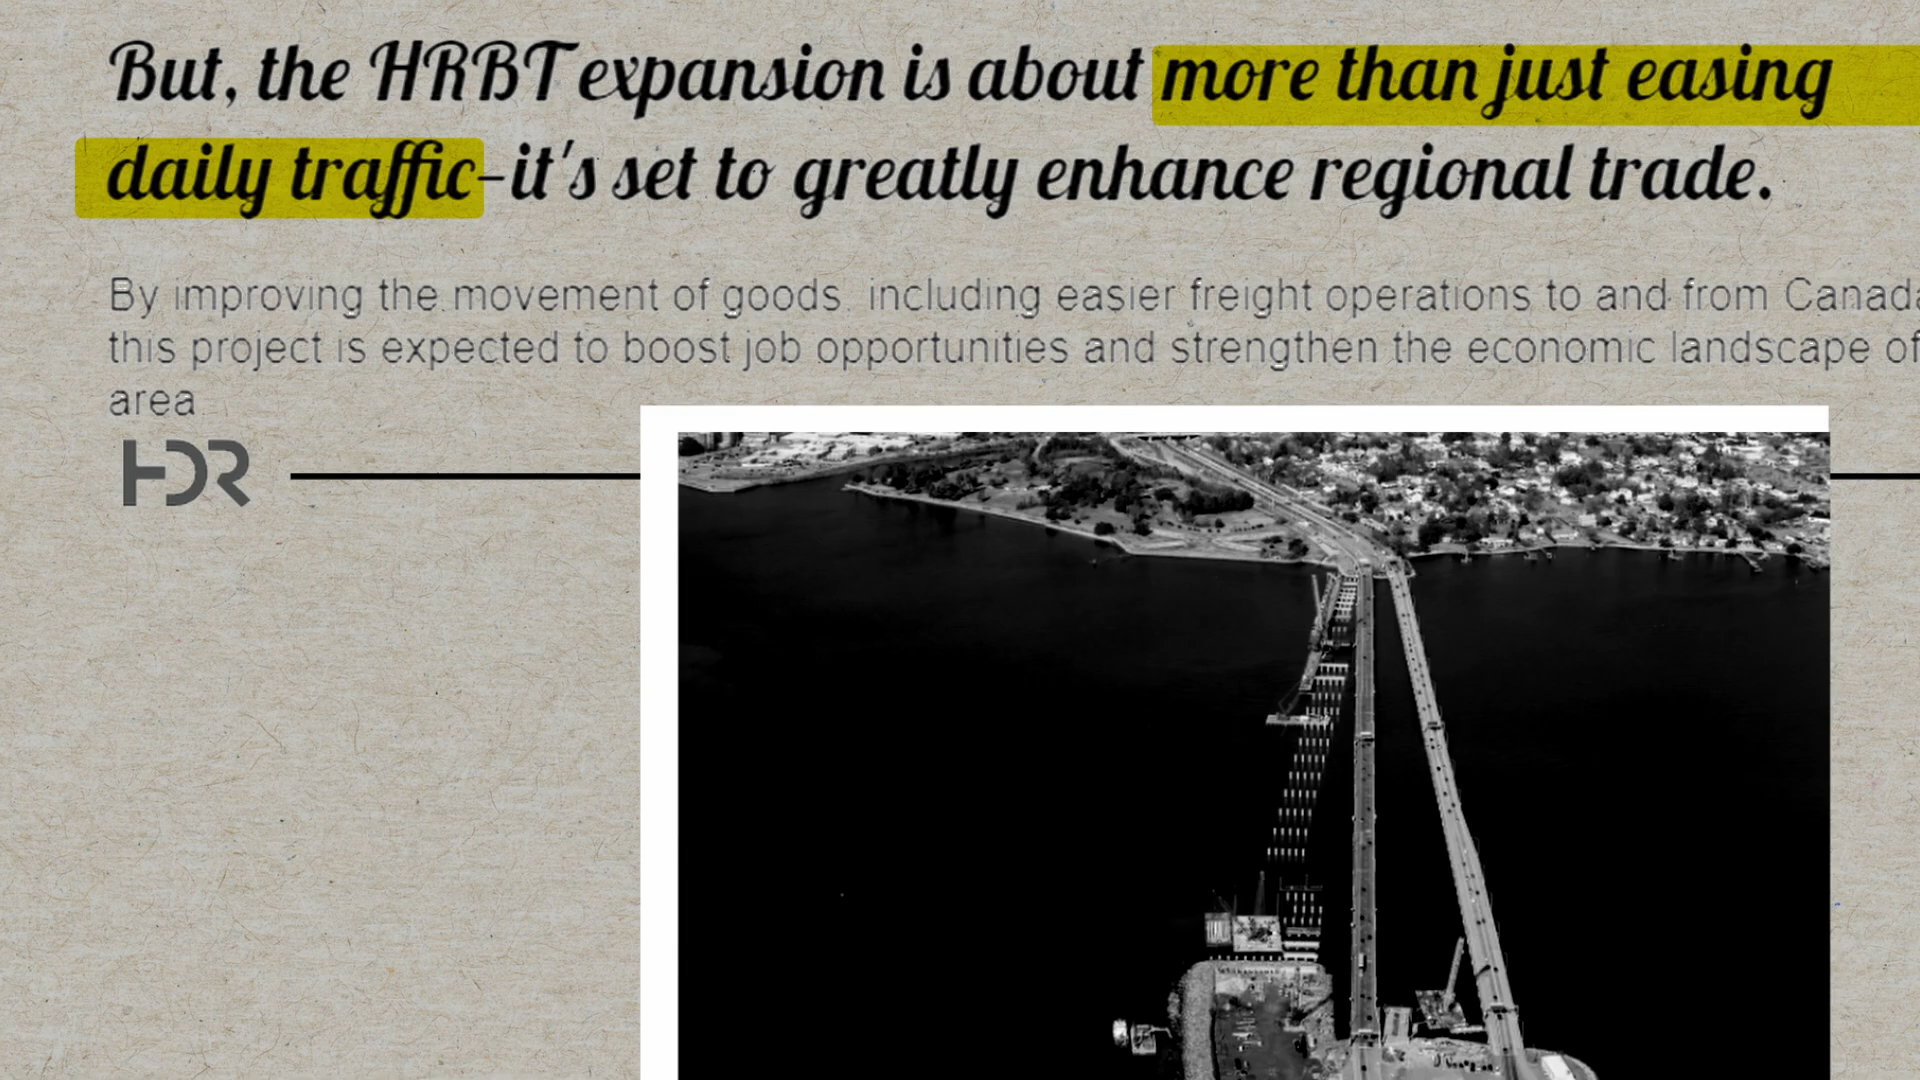 But, the HRBT expansion is about more than just easing
daily traffic–it's set to greatly enhance regional trade.
By improving the movement of goods, including easier freight operations to and from Canada
this project is expected to boost job opportunities and strengthen the economic landscape of
area
HDR